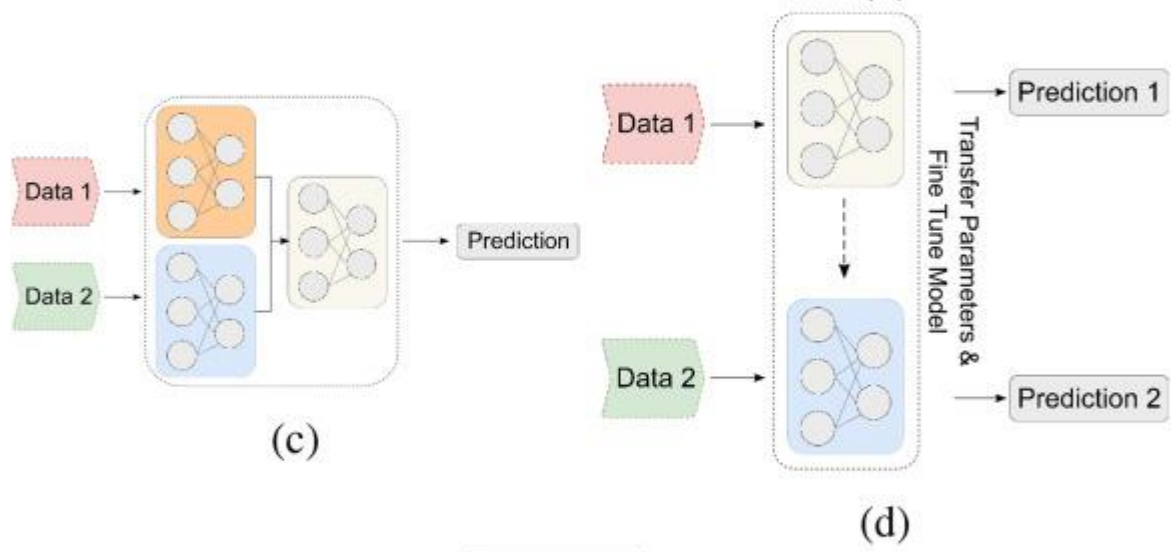 Data 1
Data 2
Prediction
(c)
Data 1
Data 2
Transfer Parameters &
Fine Tune Model
Prediction 1
Prediction 2
(d)